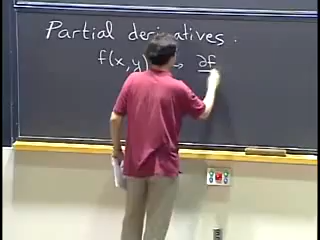 Partial derivatives.
f(x,y) → ∂f